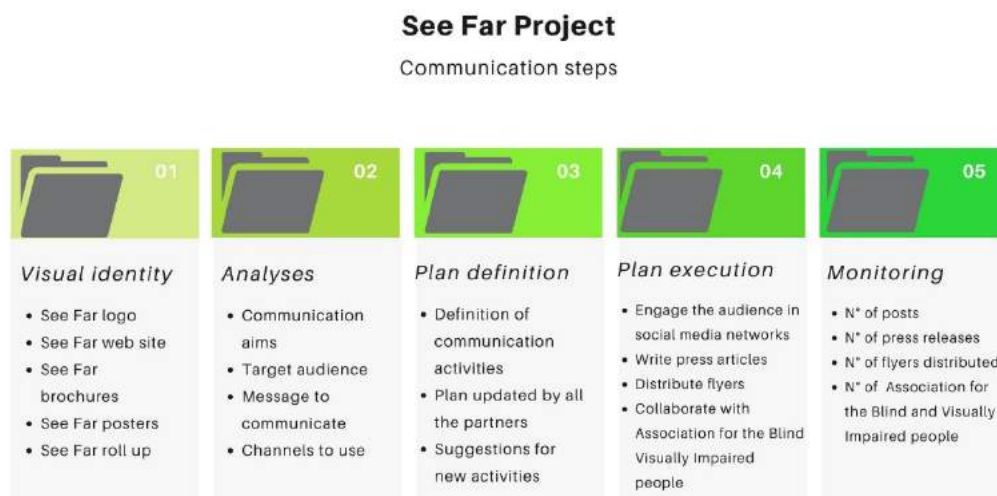 See Far Project
Communication steps
01
Visual identity
• See Far logo
• See Far web site
• See Far
brochures
• See Far posters
• See Far roll up
02
Analyses
• Communication
aims
• Target audience
• Message to
communicate
• Channels to use
03
Plan definition
• Definition of
communication
activities
• Plan updated by all
the partners
• Suggestions for
new activities
04
Plan execution
• Engage the audience in
social media networks
• Write press articles
• Distribute flyers
• Collaborate with
Association for the Blind
Visually Impaired
people
05
Monitoring
• N° of posts
• N° of press releases
• N° of flyers distributed
• N° of Association for
the Blind and Visually
Impaired people